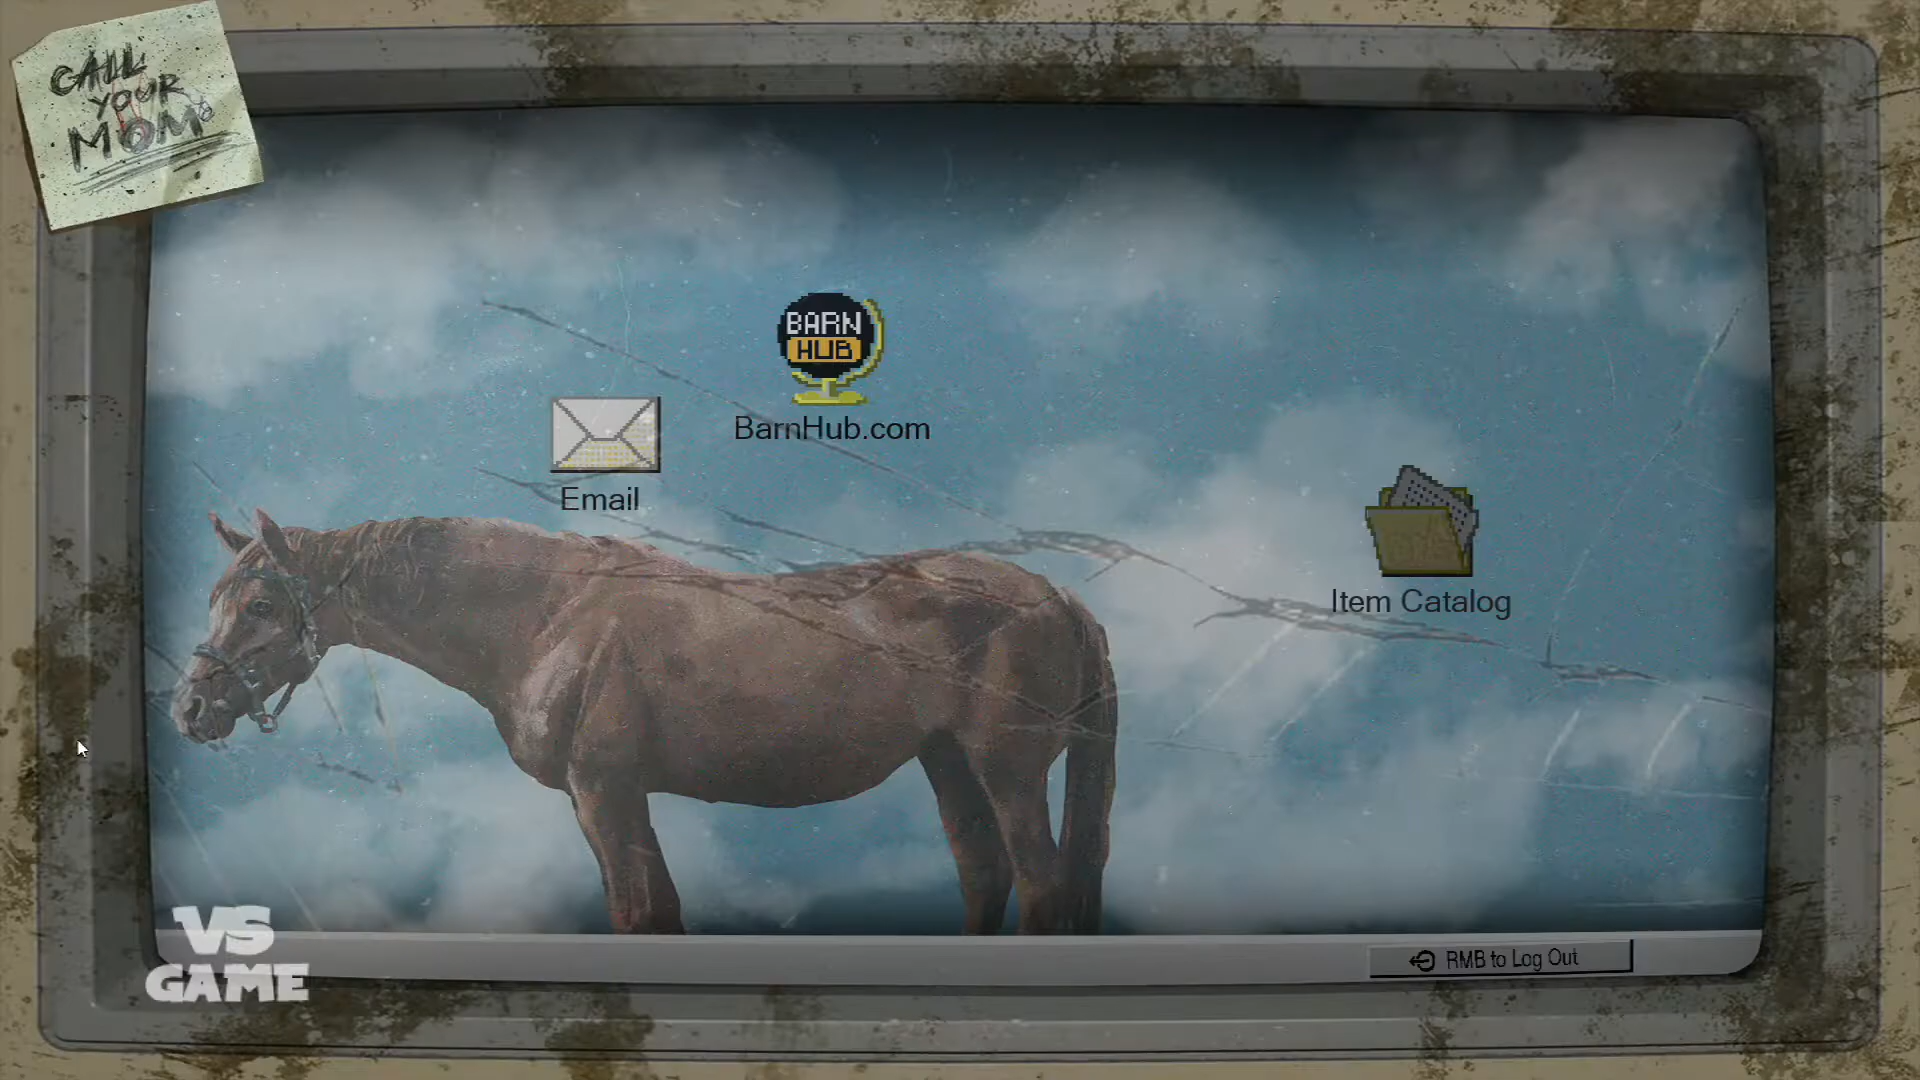 CALL
YOUR
MOM
BARN
HUB
BarnHub.com
Email
Item Catalog
RMB to Log Out
VS
GAME